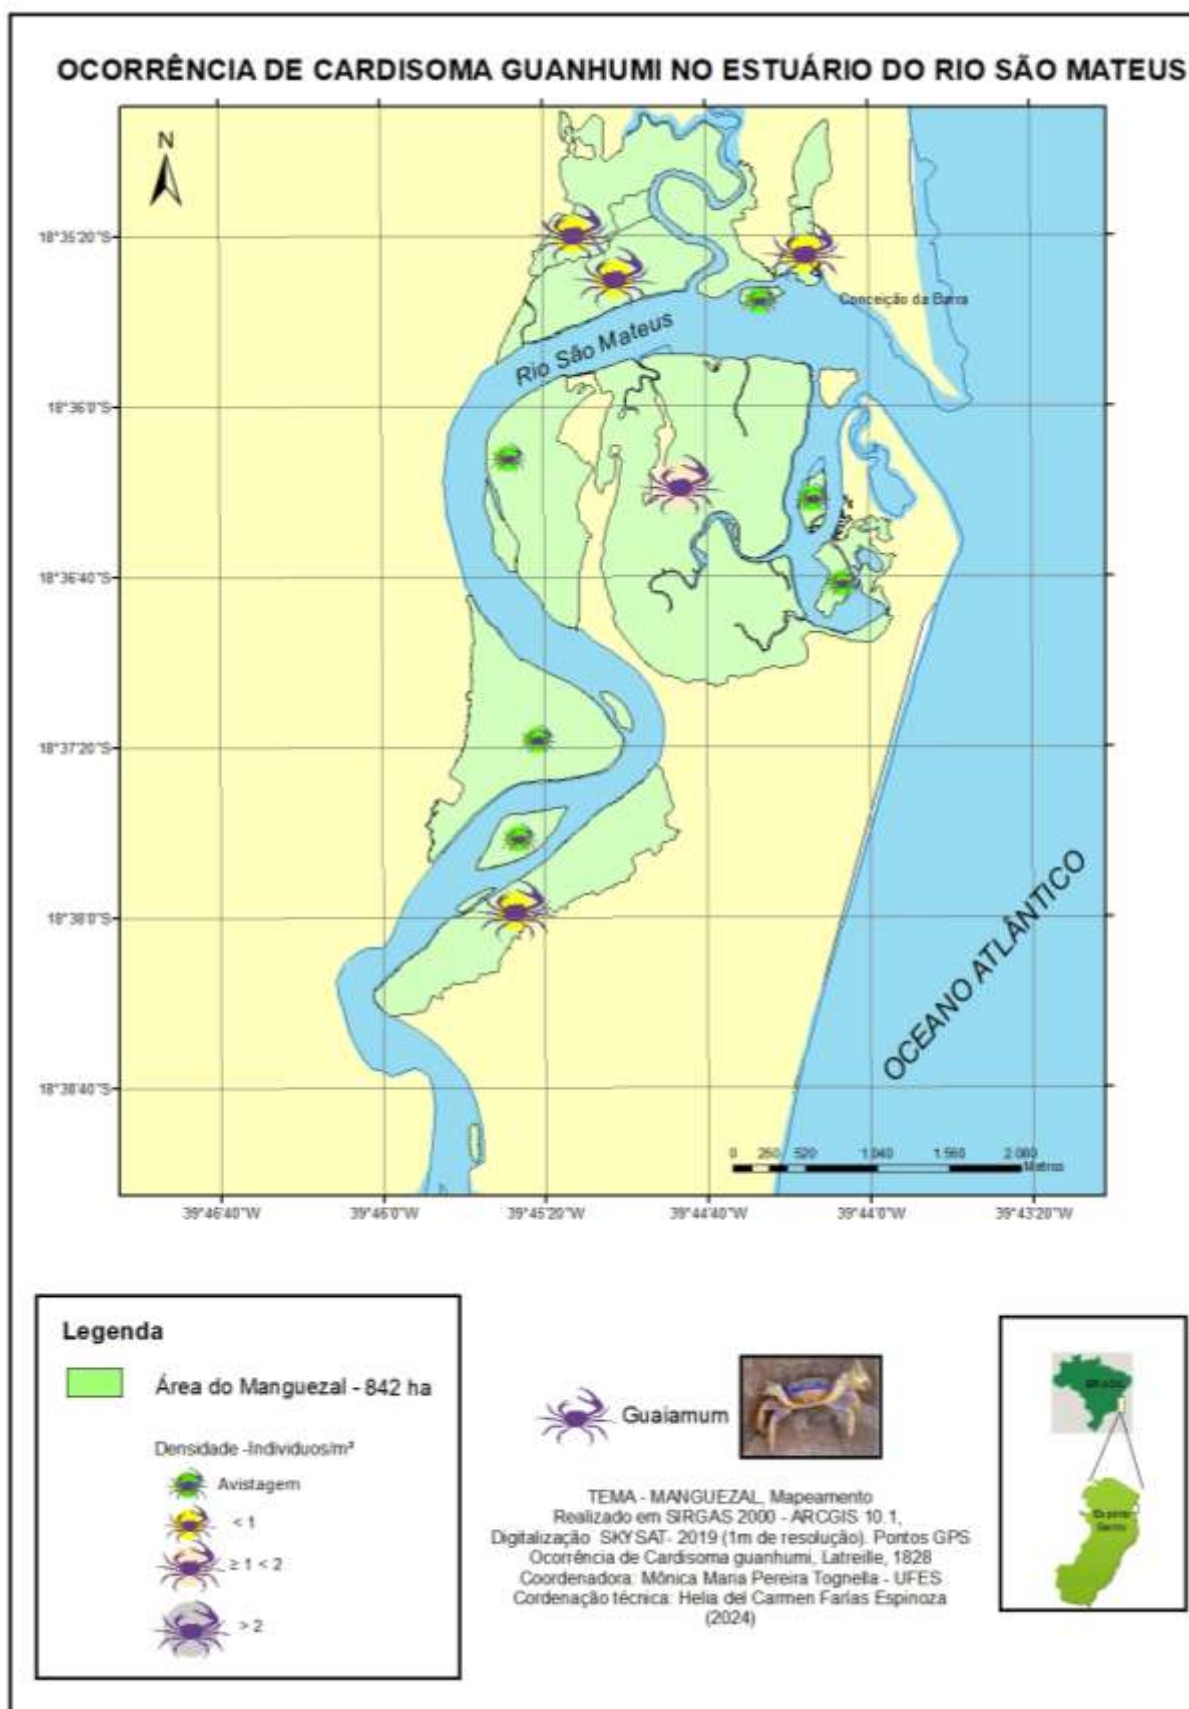 OCORRÊNCIA DE CARDISOMA GUANHUMI NO ESTUÁRIO DO RIO SÃO MATEUS
N
18°35'20"S
18°36'0"S
18°36'40"S
18°37'20"S
18°38'0"S
18°38'40"S
Conceição da Barra
Rio São Mateus
OCEANO ATLÂNTICO
0 260 520 1.040 1.560 2.080
Metros
39°46'40"W 39°46'0"W 39°45'20"W 39°44'40"W 39°44'0"W 39°43'20"W
Legenda
Área do Manguezal - 842 ha
Densidade -Individuos/m²
Avistagem
< 1
≥ 1 < 2
> 2
Guaiamum
TEMA - MANGUEZAL, Mapeamento
Realizado em SIRGAS 2000 - ARCGIS 10.1,
Digitalização SKYSAT- 2019 (1m de resolução). Pontos GPS
Ocorrência de Cardisoma guanhumi, Latreille, 1828
Coordenadora: Mônica Maria Pereira Tognella - UFES
Cordenação técnica: Helia del Carmen Farías Espinoza
(2024)
BRASIL
Espirito
Santo